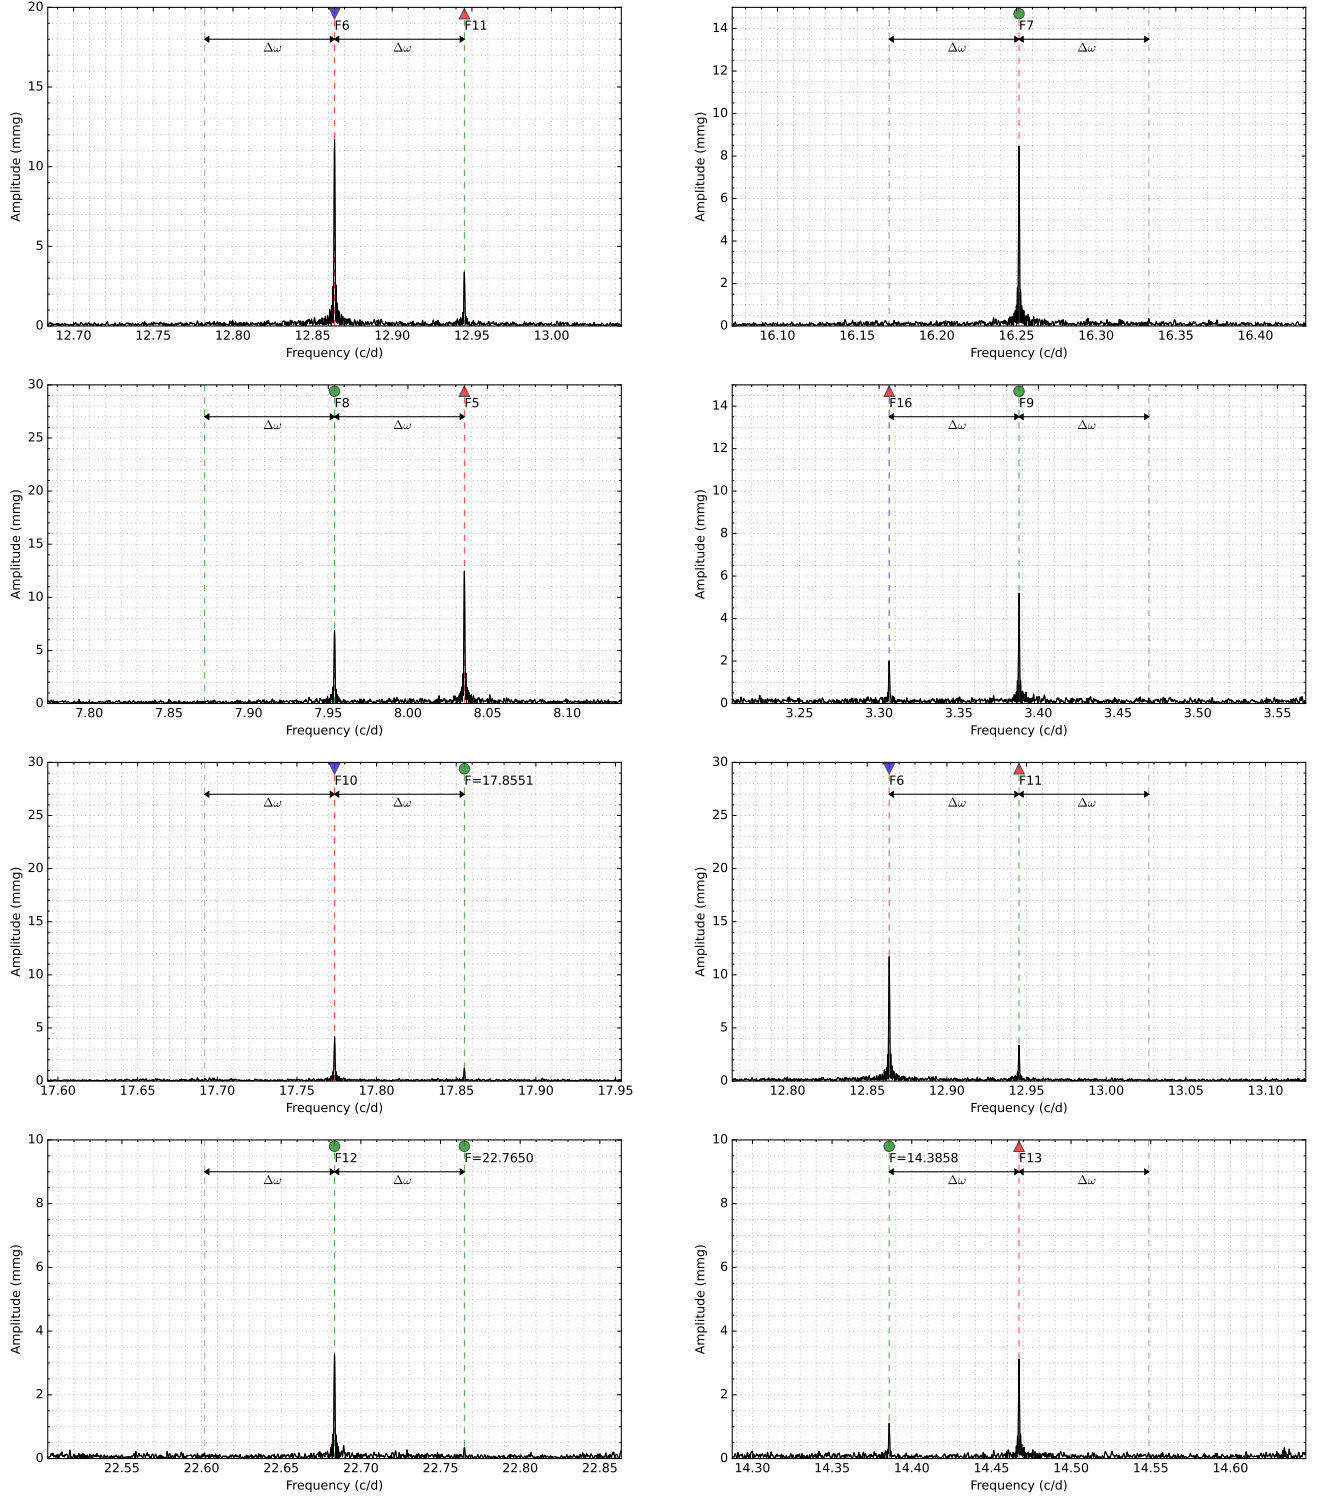 20
15
10
5
0
F6
F11
Δω
Δω
12.70
12.75
12.80
12.85
12.90
12.95
13.00
Frequency (c/d)
Amplitude (mmg)
14
12
10
8
6
4
2
0
F7
Δω
Δω
16.10
16.15
16.20
16.25
16.30
16.35
16.40
Frequency (c/d)
Amplitude (mmg)
30
25
20
15
10
5
0
F8
F5
Δω
Δω
7.80
7.85
7.90
7.95
8.00
8.05
8.10
Frequency (c/d)
Amplitude (mmg)
14
12
10
8
6
4
2
0
F16
F9
Δω
Δω
3.25
3.30
3.35
3.40
3.45
3.50
3.55
Frequency (c/d)
Amplitude (mmg)
30
25
20
15
10
5
0
F10
F=17.8551
Δω
Δω
17.60
17.65
17.70
17.75
17.80
17.85
17.90
17.95
Frequency (c/d)
Amplitude (mmg)
30
25
20
15
10
5
0
F6
F11
Δω
Δω
12.80
12.85
12.90
12.95
13.00
13.05
13.10
Frequency (c/d)
Amplitude (mmg)
10
8
6
4
2
0
F12
F=22.7650
Δω
Δω
22.55
22.60
22.65
22.70
22.75
22.80
22.85
Frequency (c/d)
Amplitude (mmg)
10
8
6
4
2
0
F=14.3858
F13
Δω
Δω
14.30
14.35
14.40
14.45
14.50
14.55
14.60
Frequency (c/d)
Amplitude (mmg)